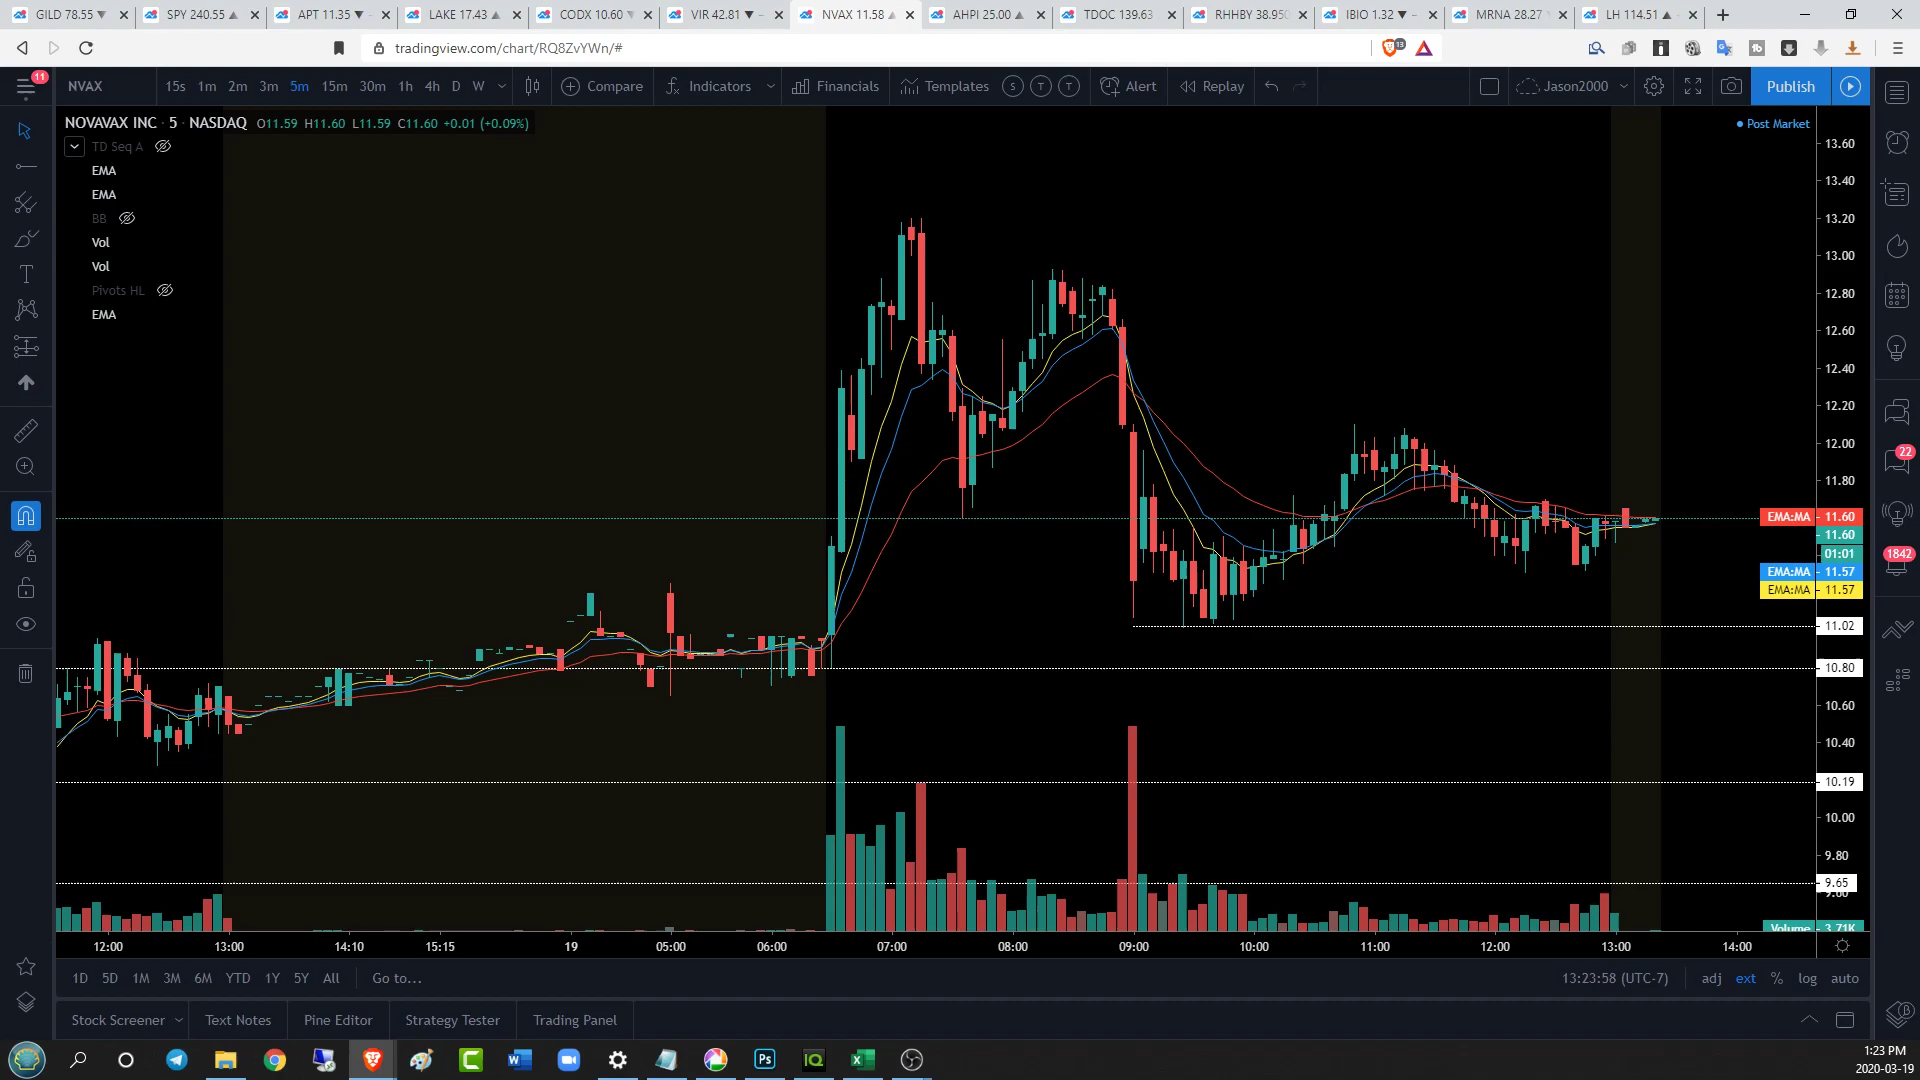 GILD 78.55 ▼
SPY 240.55 ▲
APT 11.35 ▼ -
LAKE 17.43 ▲
CODX 10.60 ▼
VIR 42.81 ▼ -
NVAX 11.58 ▲
AHPI 25.00 ▲
TDOC 139.63
RHHBY 38.950
IBIO 1.32 ▼ -
MRNA 28.27
LH 114.51 ▲
tradingview.com/chart/RQ8ZvYWn/#
13
11
NVAX
15s 1m 2m 3m 5m 15m 30m 1h 4h D W
Compare
Indicators
Financials
Templates
S T T
Alert
Replay
Jason2000
Publish
NOVAVAX INC · 5 · NASDAQ O11.59 H11.60 L11.59 C11.60 +0.01 (+0.09%)
Post Market
TD Seq A
EMA
EMA
BB
Vol
Vol
Pivots HL
EMA
13.60
13.40
13.20
13.00
12.80
12.60
12.40
12.20
12.00
11.80
EMA:MA 11.60
11.60
01:01
EMA:MA 11.57
EMA:MA 11.57
11.02
10.80
10.60
10.40
10.19
10.00
9.80
9.65
Volume 3.71K
22
1842
12:00 13:00 14:10 15:15 19 05:00 06:00 07:00 08:00 09:00 10:00 11:00 12:00 13:00 14:00
1D 5D 1M 3M 6M YTD 1Y 5Y All Go to...
13:23:58 (UTC-7) adj ext % log auto
Stock Screener Text Notes Pine Editor Strategy Tester Trading Panel
Ps
IQ
1:23 PM
2020-03-19